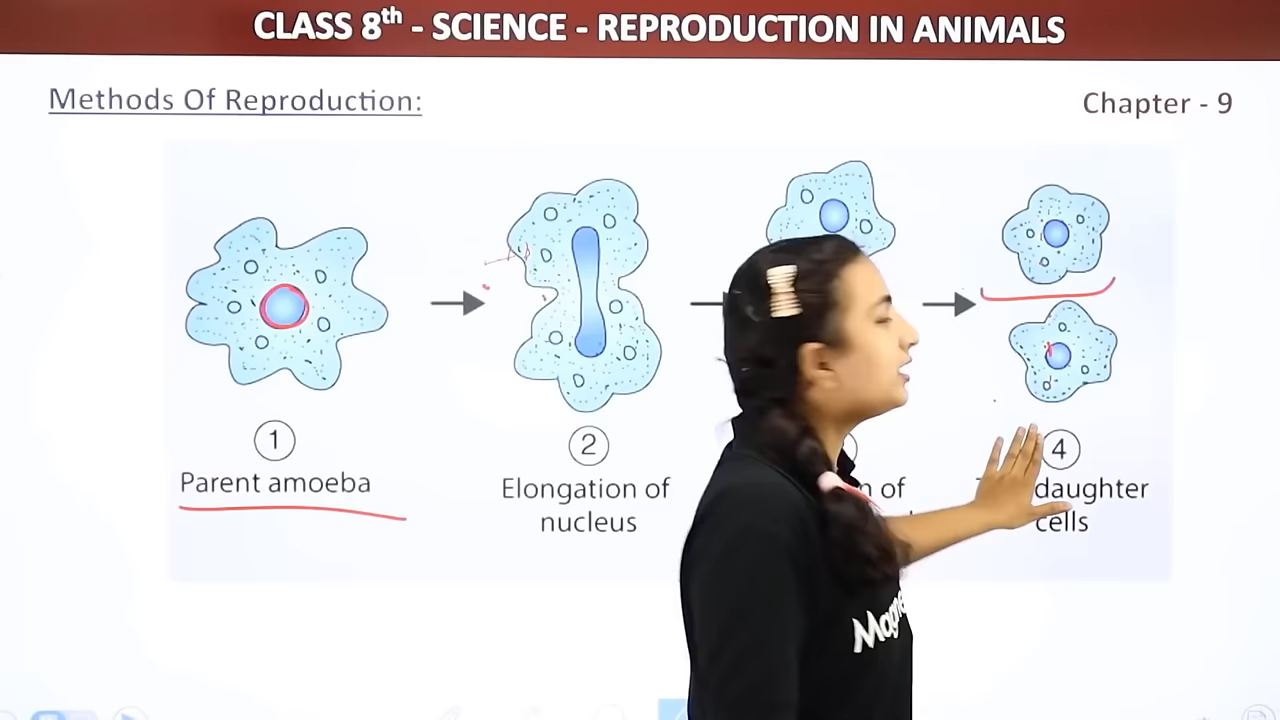 CLASS 8th - SCIENCE - REPRODUCTION IN ANIMALS
Methods Of Reproduction:
Chapter - 9
1
Parent amoeba
2
Elongation of
nucleus
of
4
daughter
cells